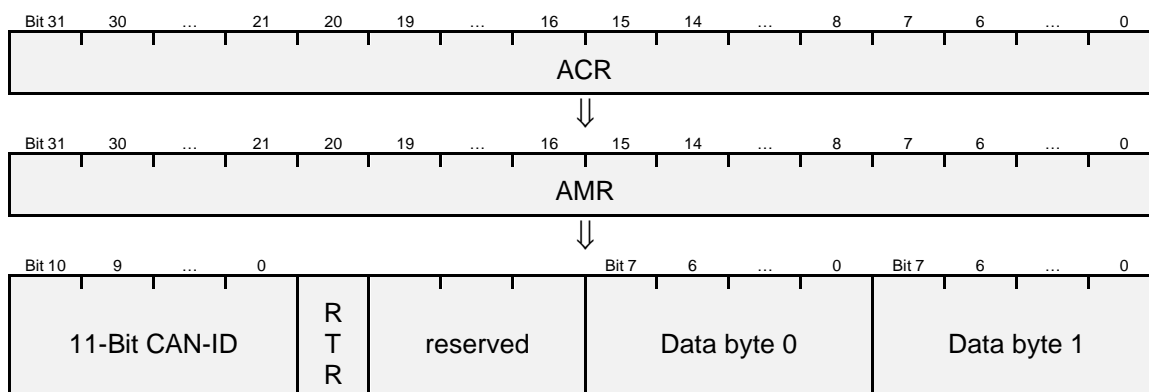 Bit 31 30 ... 21 20 19 ... 16 15 14 ... 8 7 6 ... 0
ACR
⇓
Bit 31 30 ... 21 20 19 ... 16 15 14 ... 8 7 6 ... 0
AMR
⇓
Bit 10 9 ... 0 Bit 7 6 ... 0 Bit 7 6 ... 0
11-Bit CAN-ID
R
T
R
reserved
Data byte 0
Data byte 1